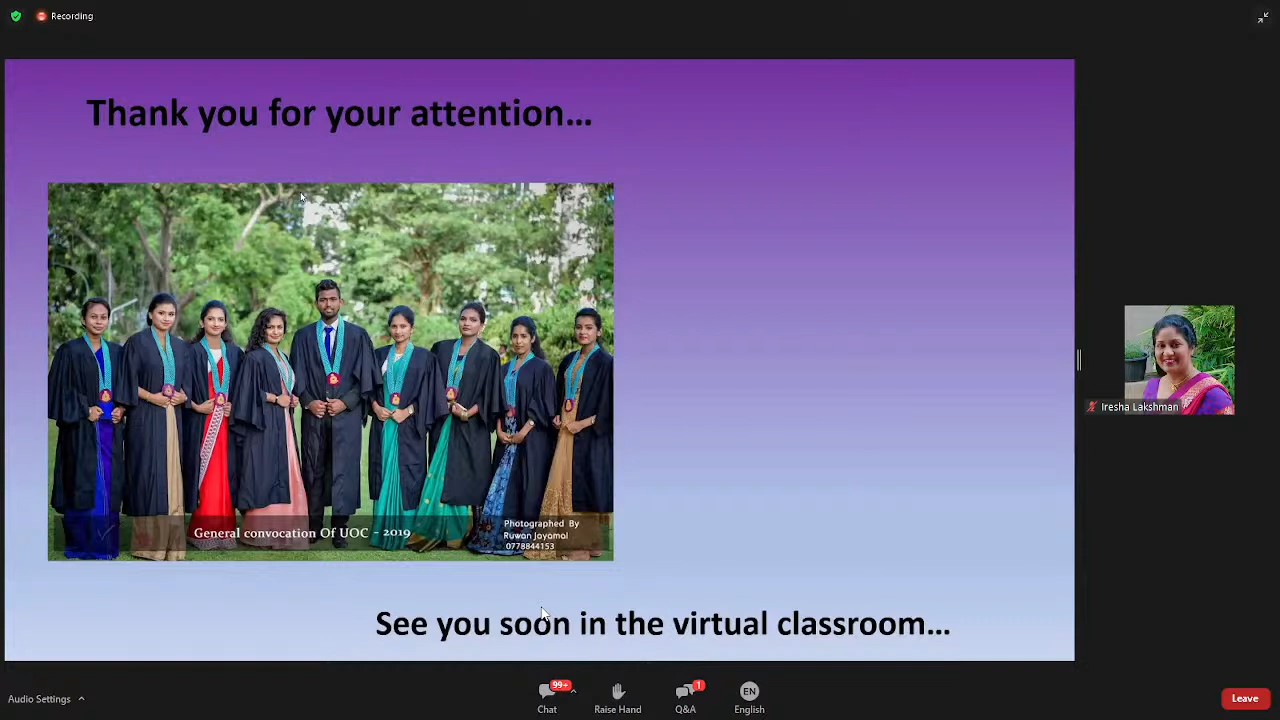 Recording
Thank you for your attention...
General convocation Of UOC - 2019
Photographed By
Ruwan Jayamal
0778844153
See you soon in the virtual classroom...
Iresha Lakshman
Audio Settings
99+
Chat
Raise Hand
1
Q&A
EN
English
Leave